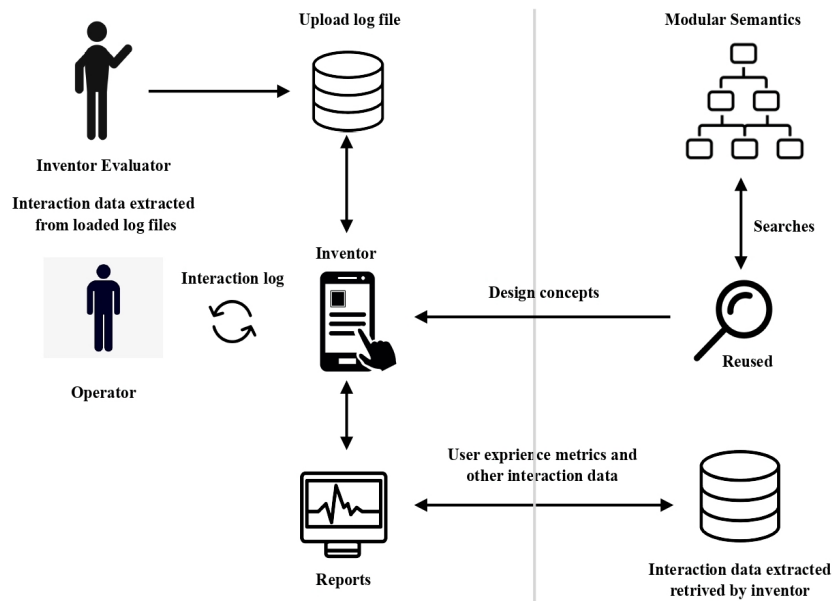 Upload log file
Modular Semantics
Inventor Evaluator
Interaction data extracted
from loaded log files
Searches
Inventor
Interaction log
Design concepts
Reused
Operator
User exprience metrics and
other interaction data
Reports
Interaction data extracted
retrived by inventor